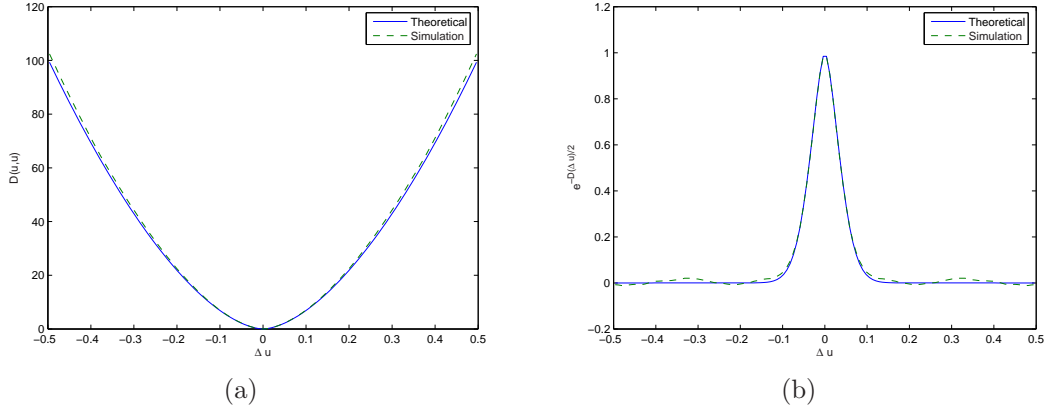 Theoretical
Simulation
120
100
80
60
40
20
0
D(u,u)
−0.5 −0.4 −0.3 −0.2 −0.1 0 0.1 0.2 0.3 0.4 0.5
Δ u
(a)
Theoretical
Simulation
1.2
1
0.8
0.6
0.4
0.2
0
−0.2
e−D(Δ u)/2
−0.5 −0.4 −0.3 −0.2 −0.1 0 0.1 0.2 0.3 0.4 0.5
Δ u
(b)